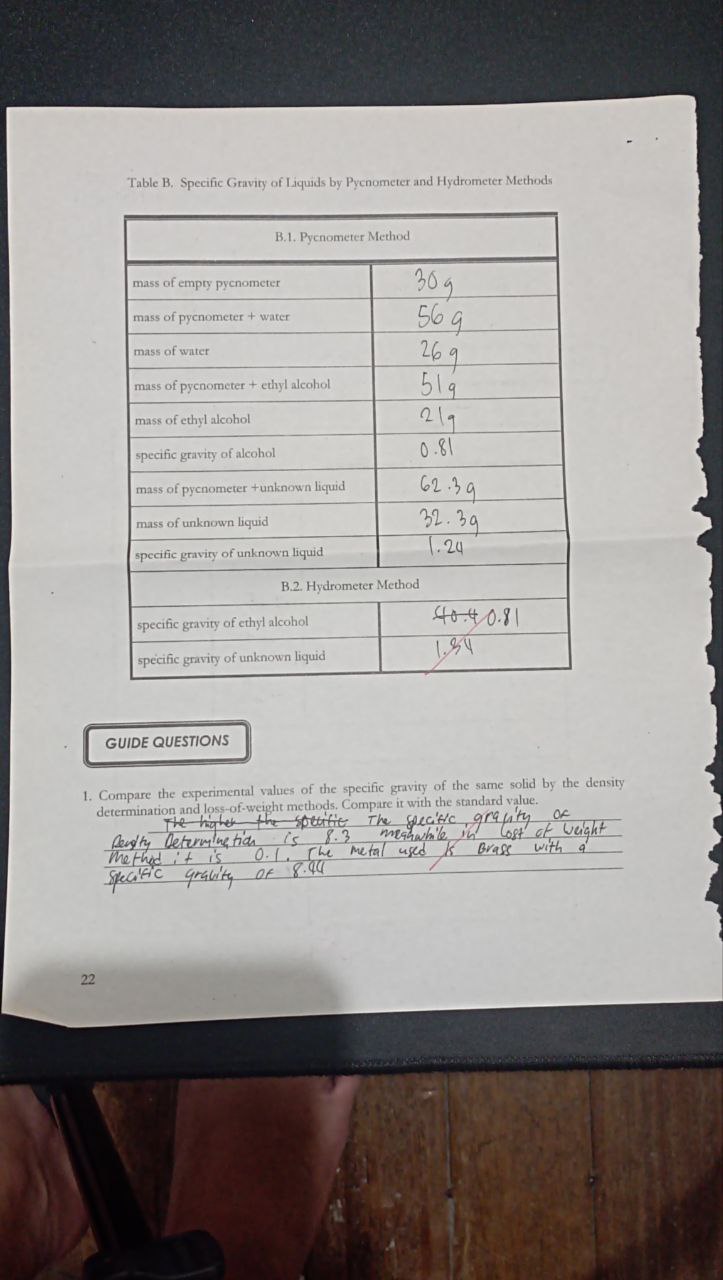 Table B. Specific Gravity of Liquids by Pycnometer and Hydrometer Methods
B.1. Pycnometer Method
mass of empty pycnometer 30 g
mass of pycnometer + water 56 g
mass of water 26 g
mass of pycnometer + ethyl alcohol 51 g
mass of ethyl alcohol 21 g
specific gravity of alcohol 0.81
mass of pycnometer +unknown liquid 62.3 g
mass of unknown liquid 32.3 g
specific gravity of unknown liquid 1.24
B.2. Hydrometer Method
specific gravity of ethyl alcohol 40.4 0.81
specific gravity of unknown liquid 1.34
GUIDE QUESTIONS
1. Compare the experimental values of the specific gravity of the same solid by the density
determination and loss-of-weight methods. Compare it with the standard value.
The higher the specific The specific gravity of
Density Determination is 8.3 meanwhile in lost of weight
Method it is 0.1. The metal used is Brass with a
specific gravity of 8.44
22